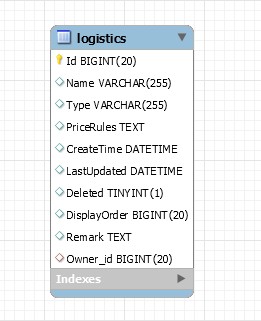 logistics
Id BIGINT(20)
Name VARCHAR(255)
Type VARCHAR(255)
PriceRules TEXT
CreateTime DATETIME
LastUpdated DATETIME
Deleted TINYINT(1)
DisplayOrder BIGINT(20)
Remark TEXT
Owner_id BIGINT(20)
Indexes